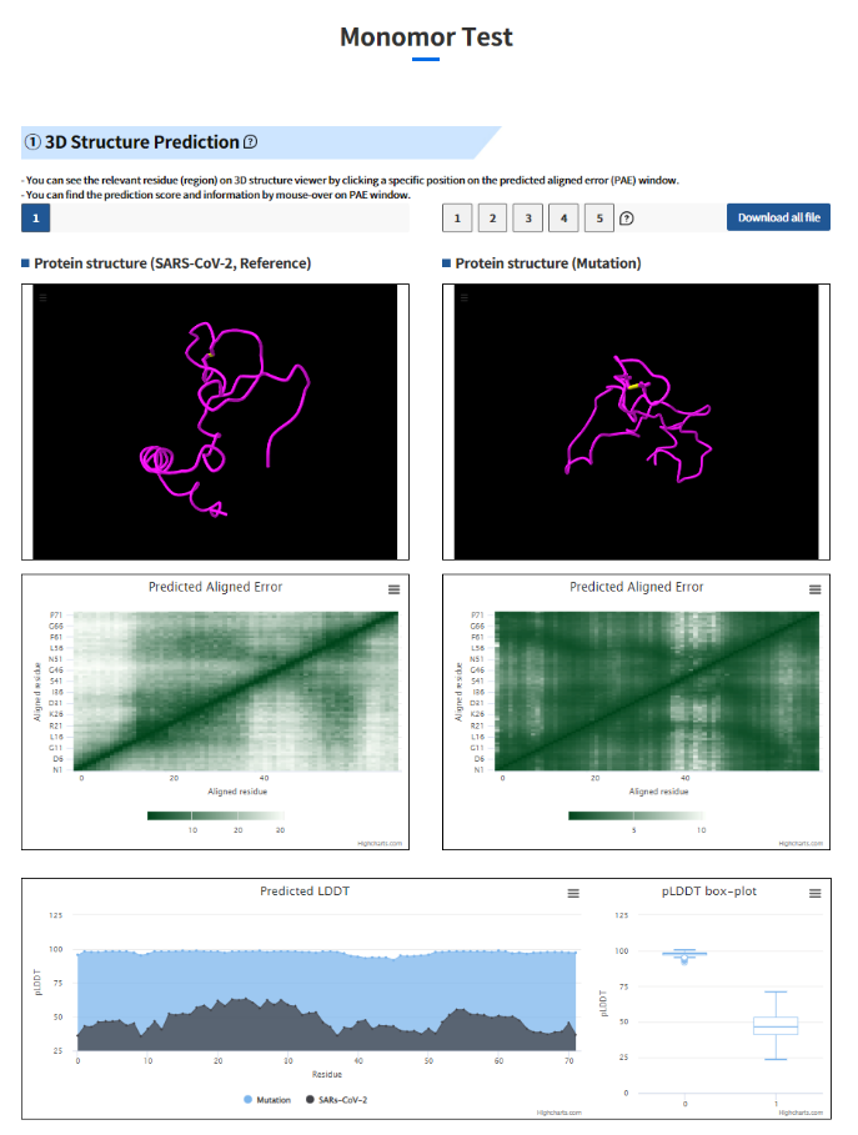 Monomor Test
① 3D Structure Prediction ?
- You can see the relevant residue (region) on 3D structure viewer by clicking a specific position on the predicted aligned error (PAE) window.
- You can find the prediction score and information by mouse-over on PAE window.
1
1 2 3 4 5 ? Download all file
Protein structure (SARS-CoV-2, Reference)
Protein structure (Mutation)
Predicted Aligned Error
Aligned residue
P71
G66
F61
L56
N51
G46
S41
I36
D31
K26
R21
L16
G11
D6
N1
0 20 40
Aligned residue
10 20 30
Highcharts.com
Predicted Aligned Error
Aligned residue
P71
G66
F61
L56
N51
G46
S41
I36
D31
K26
R21
L16
G11
D6
N1
0 20 40
Aligned residue
5 10
Highcharts.com
Predicted LDDT
pLDDT
125
100
75
50
25
0 10 20 30 40 50 60 70
Residue
Mutation SARs-CoV-2
Highcharts.com
pLDDT box-plot
pLDDT
125
100
75
50
25
0
0 1
Highcharts.com